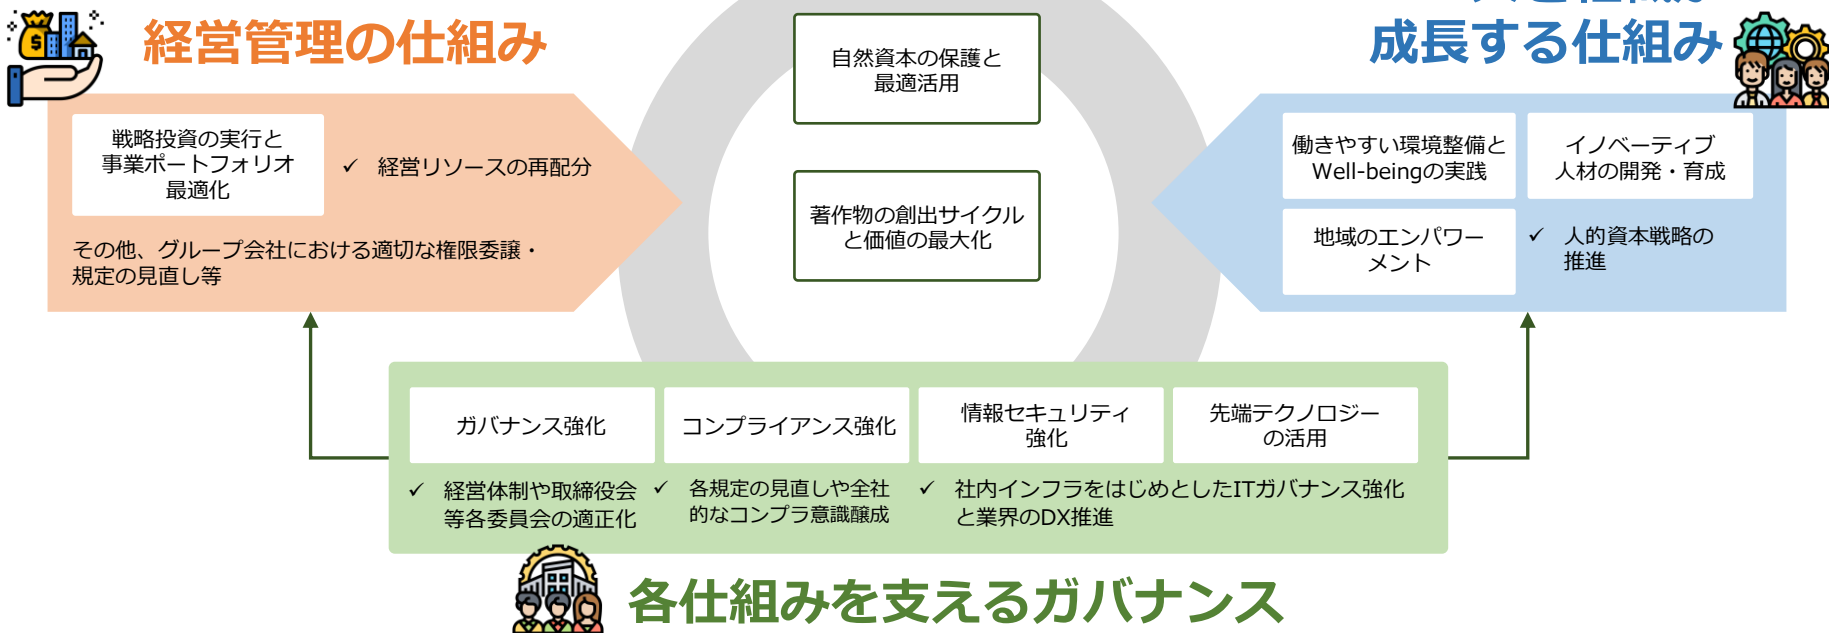 経営管理の仕組み
成長する仕組み
自然資本の保護と
最適活用
著作物の創出サイクル
と価値の最大化
戦略投資の実行と
事業ポートフォリオ
最適化
✓ 経営リソースの再配分
その他、グループ会社における適切な権限委譲・
規定の見直し等
働きやすい環境整備と
Well-beingの実践
イノベーティブ
人材の開発・育成
地域のエンパワー
メント
✓ 人的資本戦略の
推進
ガバナンス強化
コンプライアンス強化
情報セキュリティ
強化
先端テクノロジー
の活用
✓ 経営体制や取締役会
等各委員会の適正化
✓ 各規定の見直しや全社
的なコンプラ意識醸成
✓ 社内インフラをはじめとしたITガバナンス強化
と業界のDX推進
各仕組みを支えるガバナンス